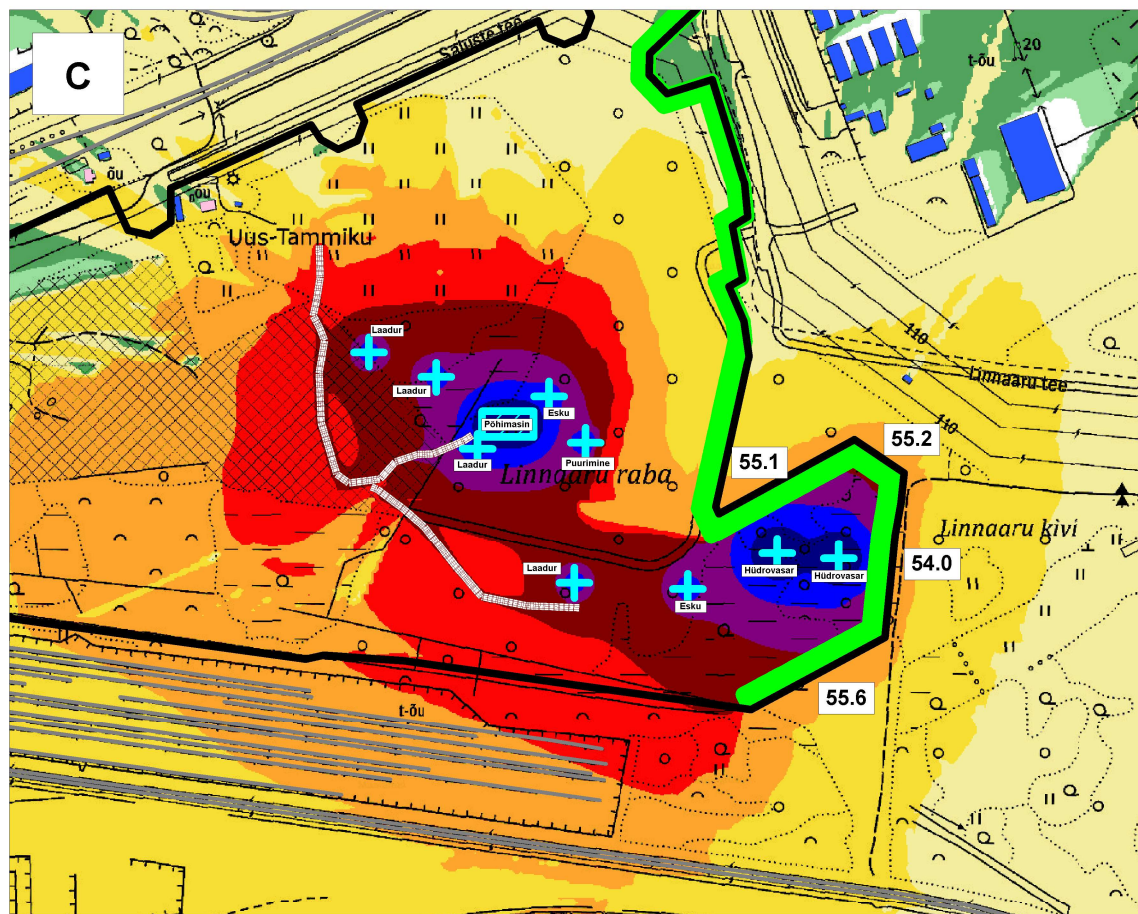 C
Saluste tee
20
t-õu
õu
õu
Uus-Tammiku
Laadur
Laadur
Esku
Põhimasin
Laadur
Puurimine
Linnaaru raba
110
Linnaaru tee
110
55.1
55.2
Linnaaru kivi
54.0
Hüdrovasar
Hüdrovasar
Laadur
Esku
55.6
t-õu